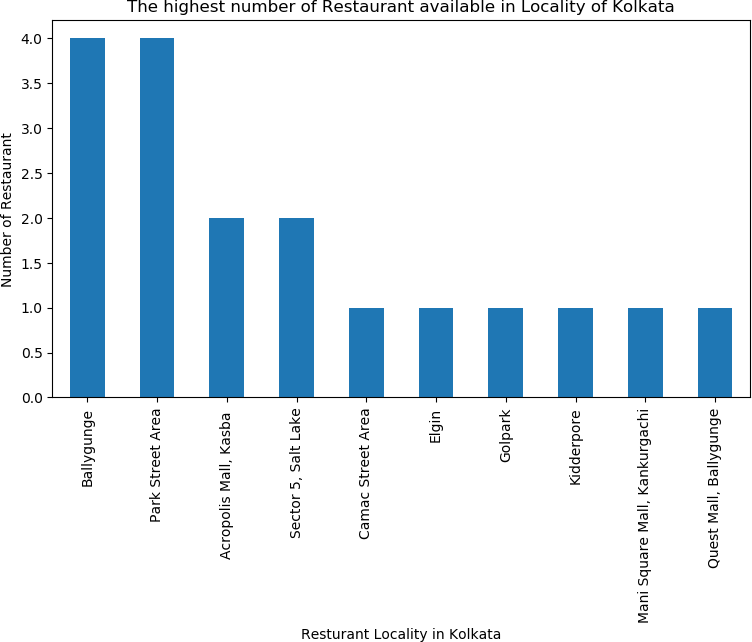 The highest number of Restaurant available in Locality of Kolkata
Number of Restaurant
4.0
3.5
3.0
2.5
2.0
1.5
1.0
0.5
0.0
Ballygunge
Park Street Area
Acropolis Mall, Kasba
Sector 5, Salt Lake
Camac Street Area
Elgin
Golpark
Kidderpore
Mani Square Mall, Kankurgachi
Quest Mall, Ballygunge
Resturant Locality in Kolkata